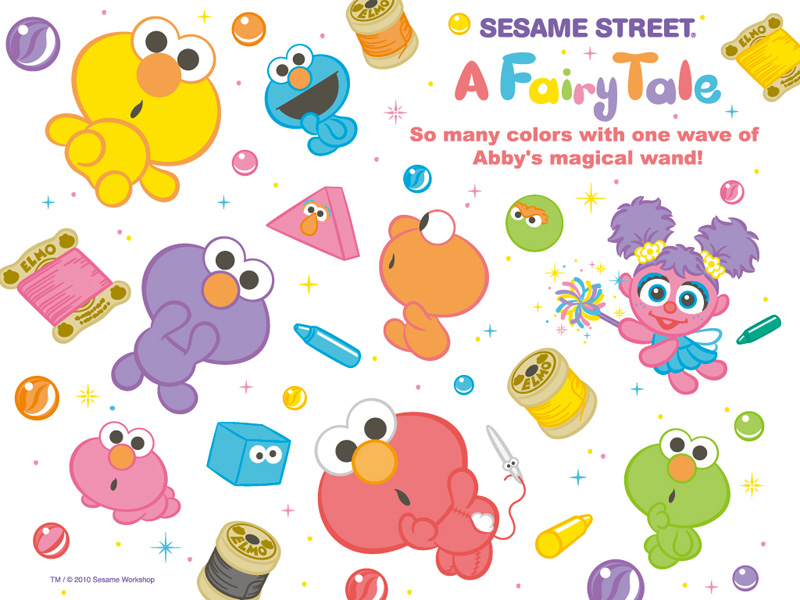 ELMO
SESAME STREET®
ELMO
A Fairy Tale
So many colors with one wave of
Abby's magical wand!
ELMO
ELMO
ELMO
TM / © 2010 Sesame Workshop